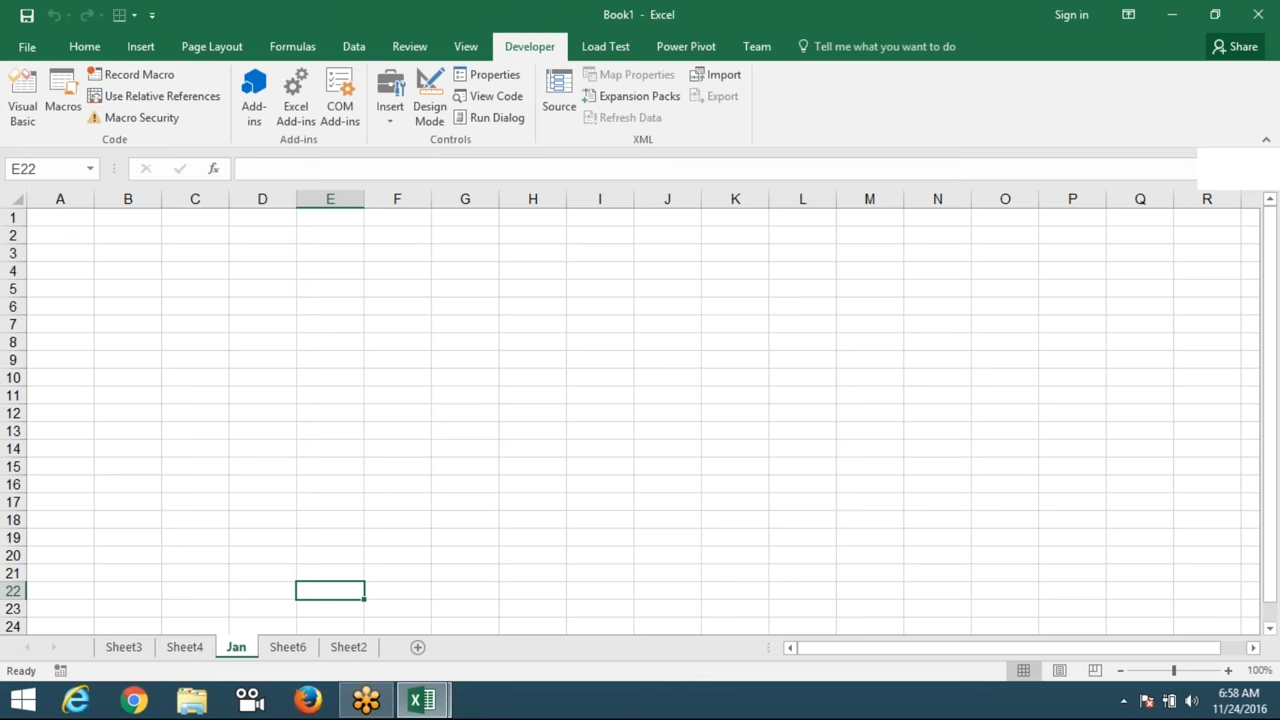 Book1 - Excel
Sign in
File Home Insert Page Layout Formulas Data Review View Developer Load Test Power Pivot Team Tell me what you want to do Share
Visual Basic
Macros
Record Macro
Use Relative References
Macro Security
Code
Add-ins
Excel Add-ins
COM Add-ins
Add-ins
Insert
Design Mode
Properties
View Code
Run Dialog
Controls
Source
Map Properties
Expansion Packs
Refresh Data
Import
Export
XML
E22
fx
A B C D E F G H I J K L M N O P Q R
1
2
3
4
5
6
7
8
9
10
11
12
13
14
15
16
17
18
19
20
21
22
23
24
Sheet3 Sheet4 Jan Sheet6 Sheet2
Ready
100%
6:58 AM
11/24/2016